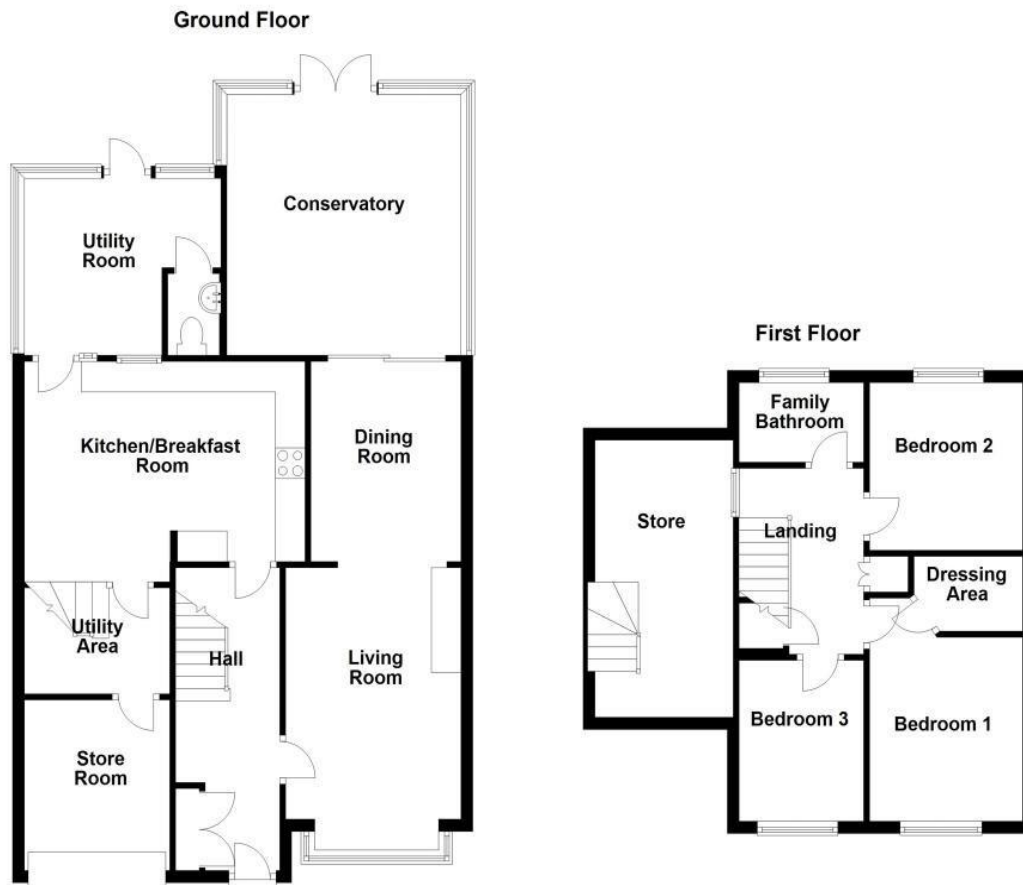 Ground Floor
Conservatory
Utility
Room
Kitchen/Breakfast
Room
Dining
Room
Utility
Area
Hall
Living
Room
Store
Room
First Floor
Family
Bathroom
Bedroom 2
Store
Landing
Dressing
Area
Bedroom 3
Bedroom 1